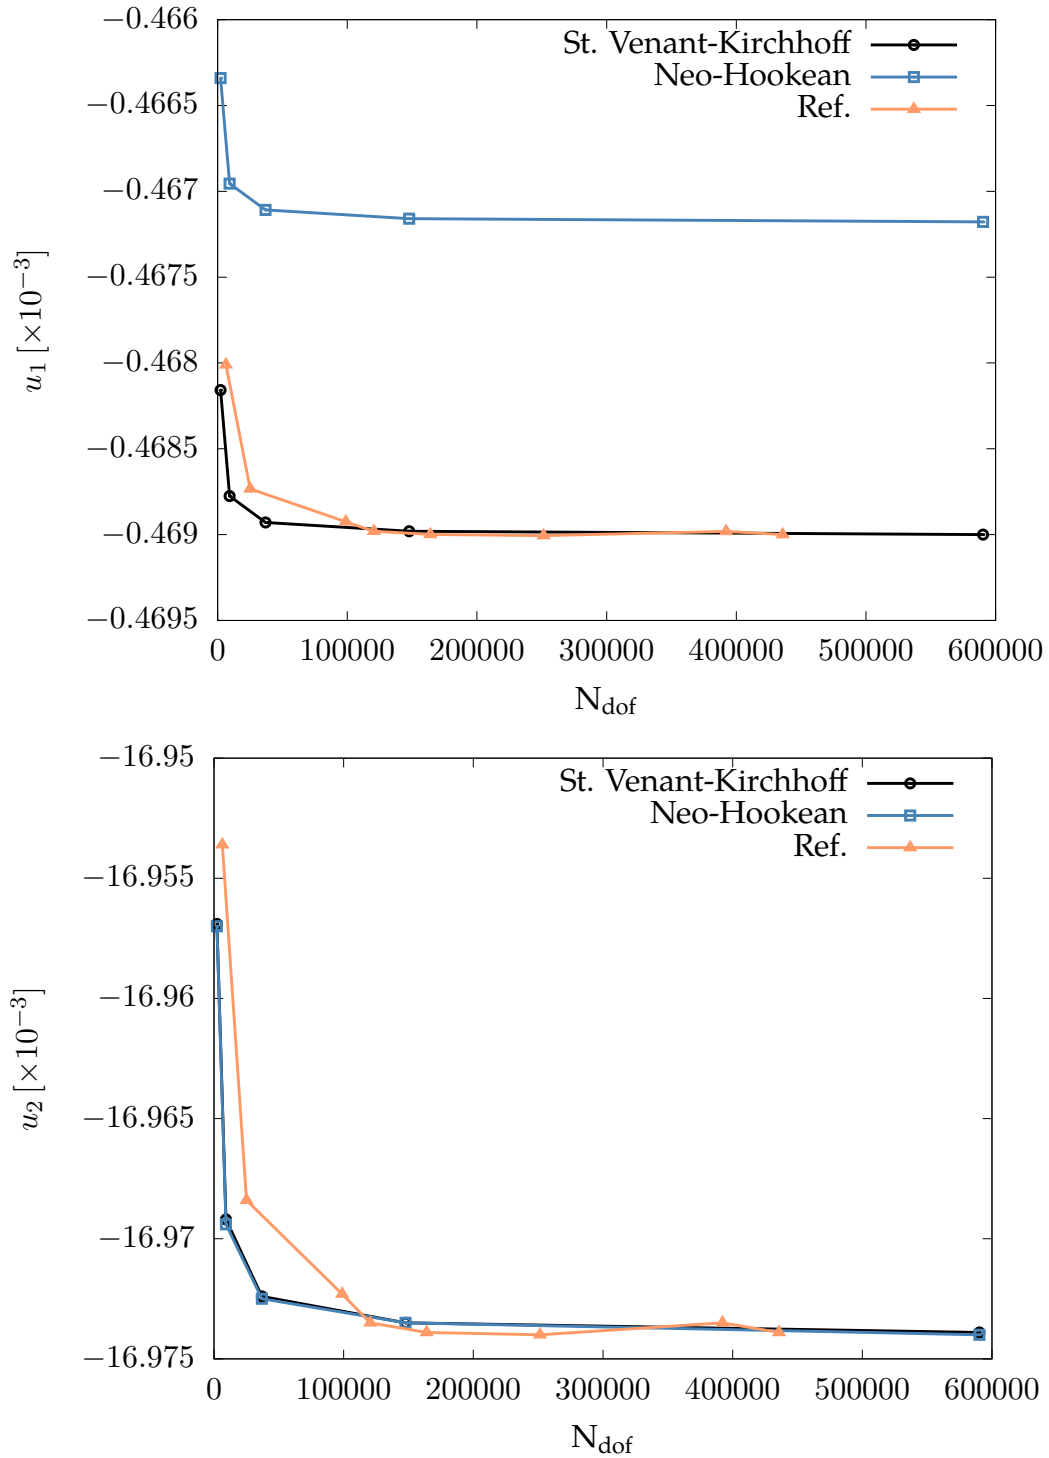 −0.466
−0.4665
−0.467
−0.4675
−0.468
−0.4685
−0.469
−0.4695
u₁ [×10⁻³]
St. Venant-Kirchhoff
Neo-Hookean
Ref.
0 100000 200000 300000 400000 500000 600000
N_dof
−16.95
−16.955
−16.96
−16.965
−16.97
−16.975
u₂ [×10⁻³]
St. Venant-Kirchhoff
Neo-Hookean
Ref.
0 100000 200000 300000 400000 500000 600000
N_dof